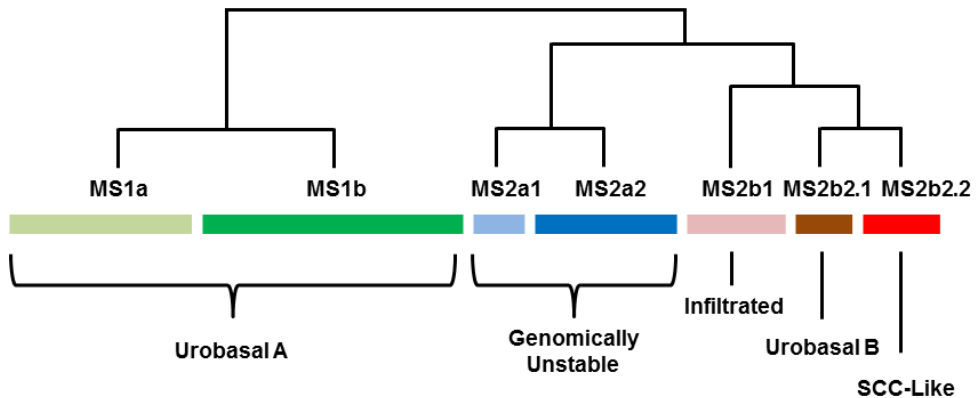 MS1a MS1b MS2a1 MS2a2 MS2b1 MS2b2.1 MS2b2.2
Urobasal A
Genomically
Unstable
Infiltrated
Urobasal B
SCC-Like